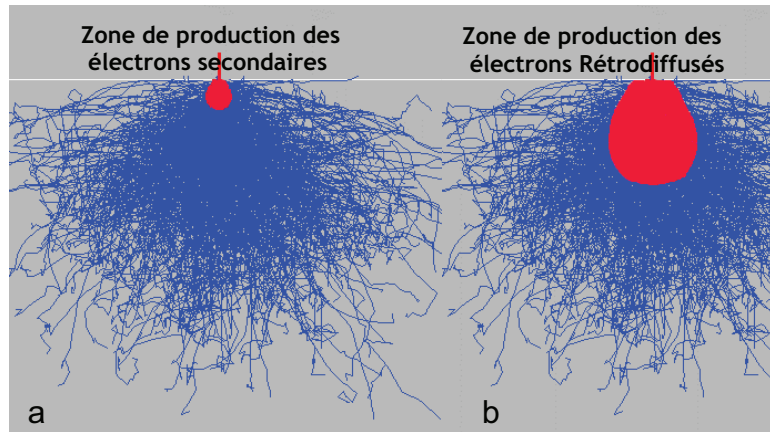 Zone de production des
électrons secondaires
Zone de production des
électrons Rétrodiffusés
a
b